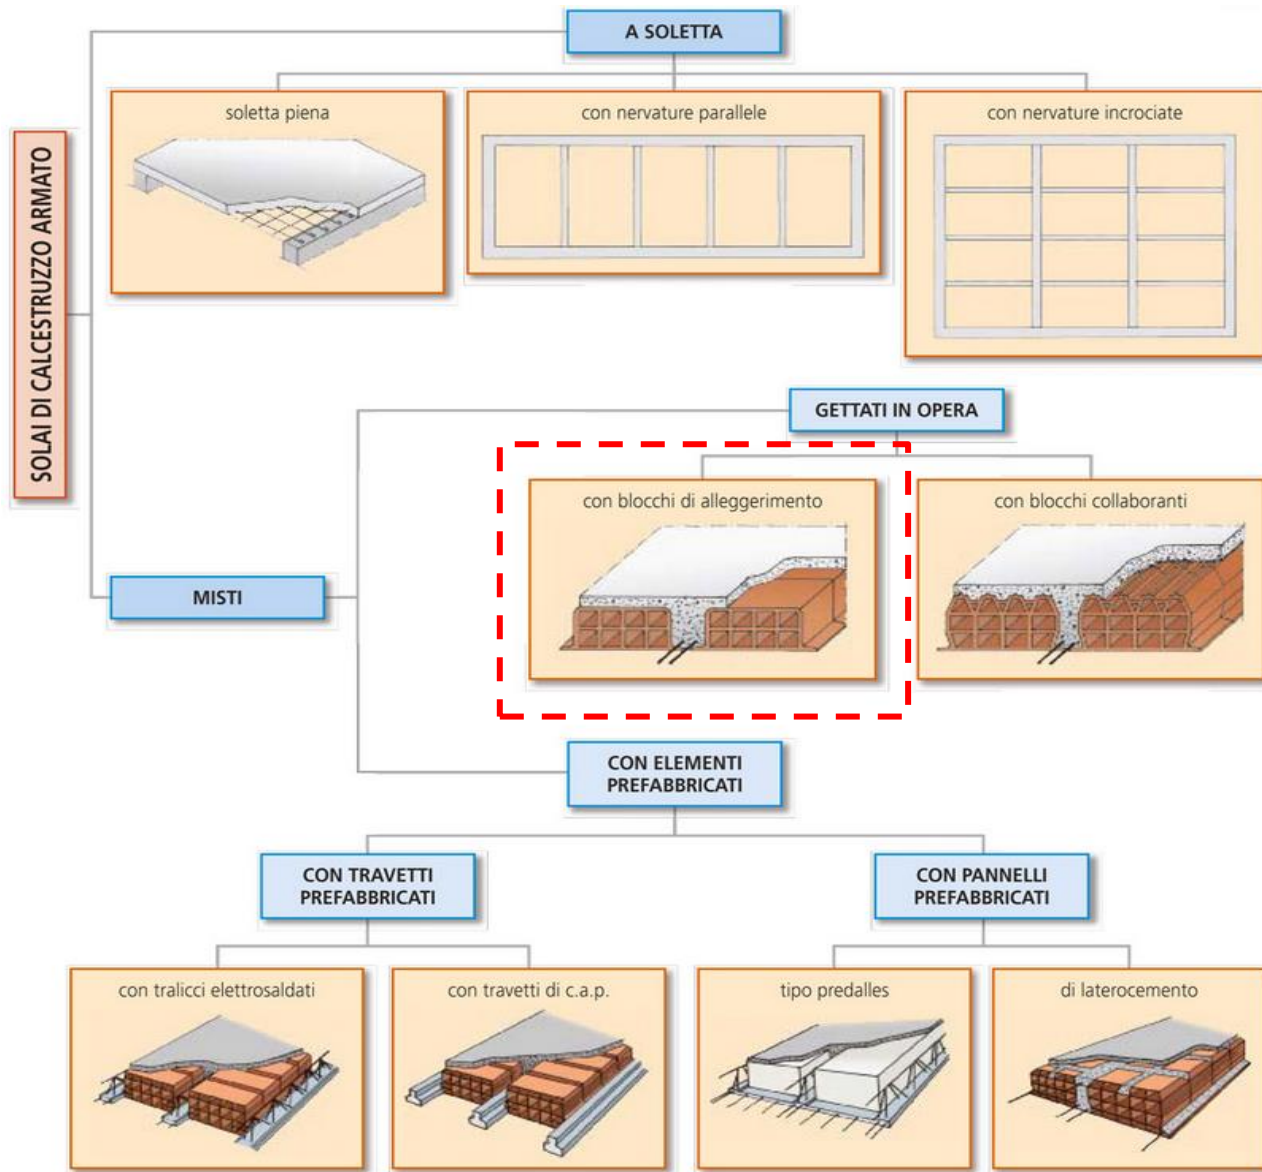 SOLAI DI CALCESTRUZZO ARMATO
A SOLETTA
soletta piena
con nervature parallele
con nervature incrociate
GETTATI IN OPERA
con blocchi di alleggerimento
con blocchi collaboranti
MISTI
CON ELEMENTI
PREFABBRICATI
CON TRAVETTI
PREFABBRICATI
CON PANNELLI
PREFABBRICATI
con tralicci elettrosaldati
con travetti di c.a.p.
tipo predalles
di laterocemento